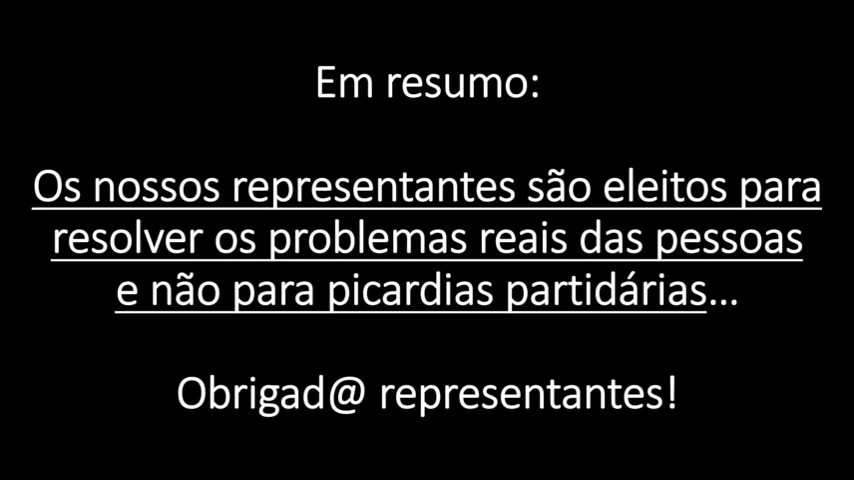 Em resumo:
Os nossos representantes são eleitos para
resolver os problemas reais das pessoas
e não para picardias partidárias...
Obrigad@ representantes!